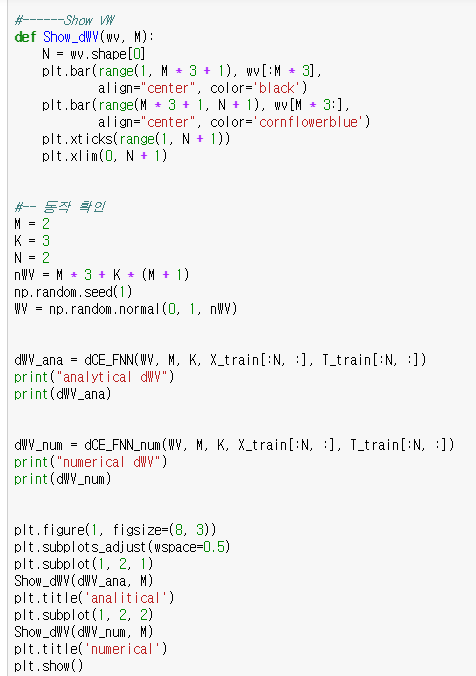 #------Show VW
def Show_dWV(wv, M):
    N = wv.shape[0]
    plt.bar(range(1, M * 3 + 1), wv[:M * 3],
            align="center", color='black')
    plt.bar(range(M * 3 + 1, N + 1), wv[M * 3:],
            align="center", color='cornflowerblue')
    plt.xticks(range(1, N + 1))
    plt.xlim(0, N + 1)
#-- 동작 확인
M = 2
K = 3
N = 2
nWV = M * 3 + K * (M + 1)
np.random.seed(1)
WV = np.random.normal(0, 1, nWV)
dWV_ana = dCE_FNN(WV, M, K, X_train[:N, :], T_train[:N, :])
print("analytical dWV")
print(dWV_ana)
dWV_num = dCE_FNN_num(WV, M, K, X_train[:N, :], T_train[:N, :])
print("numerical dWV")
print(dWV_num)
plt.figure(1, figsize=(8, 3))
plt.subplots_adjust(wspace=0.5)
plt.subplot(1, 2, 1)
Show_dWV(dWV_ana, M)
plt.title('analitical')
plt.subplot(1, 2, 2)
Show_dWV(dWV_num, M)
plt.title('numerical')
plt.show()